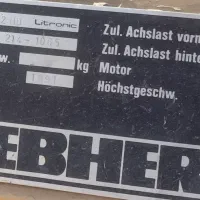 Litronic
Zul. Achslast vorn
Zul. Achslast hinte
w. kg Motor
Höchstgeschw.
EBHER